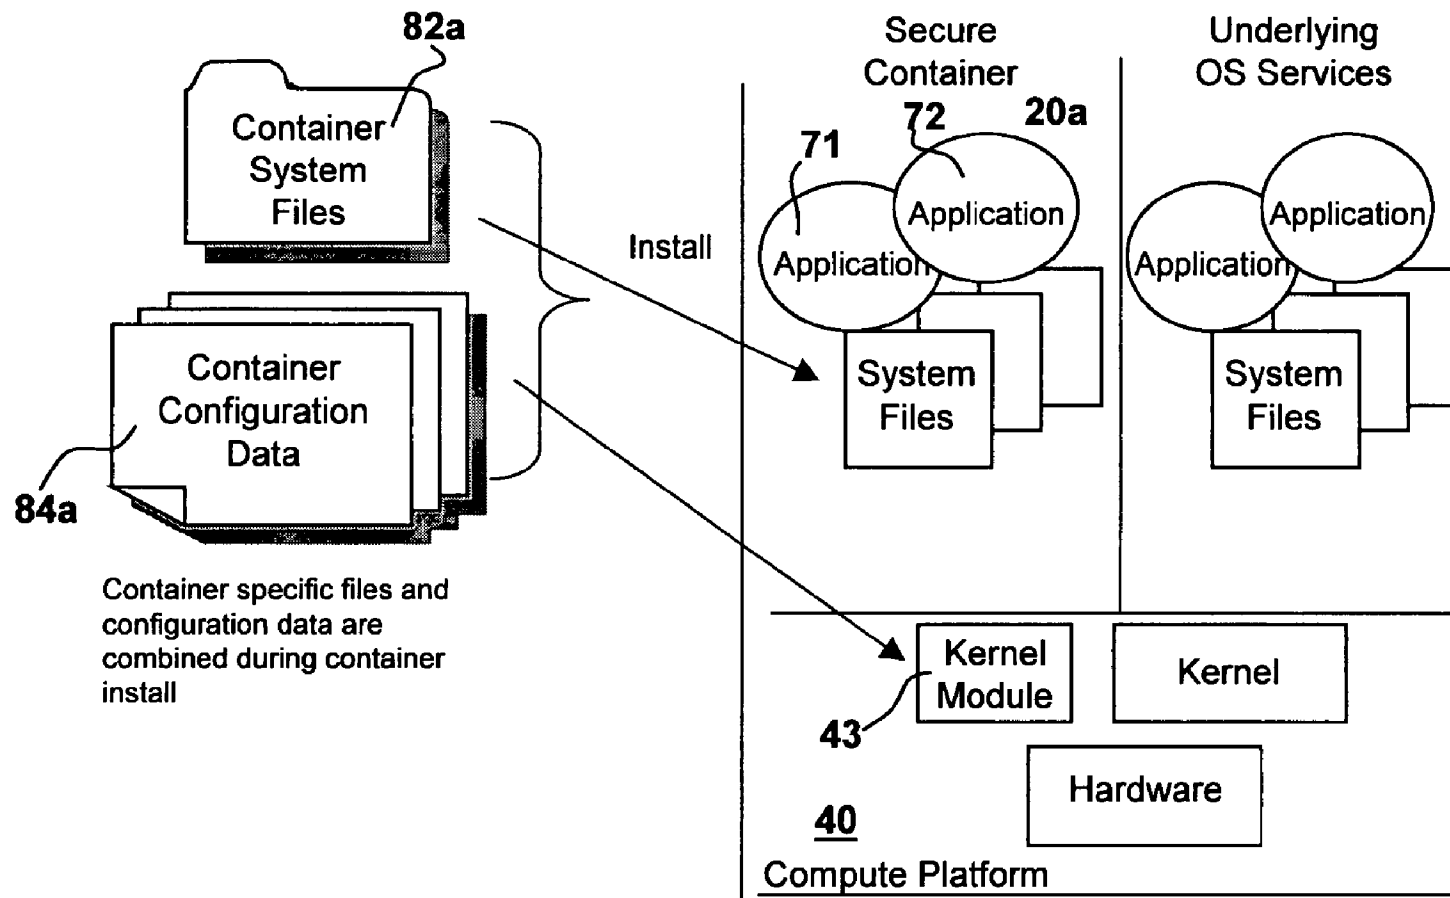 82a
Container
System
Files
Container
Configuration
Data
84a
Container specific files and
configuration data are
combined during container
install
Install
Secure
Container
20a
72
71
Application
Application
System
Files
Underlying
OS Services
Application
Application
System
Files
Kernel
Module
43
Kernel
Hardware
40
Compute Platform